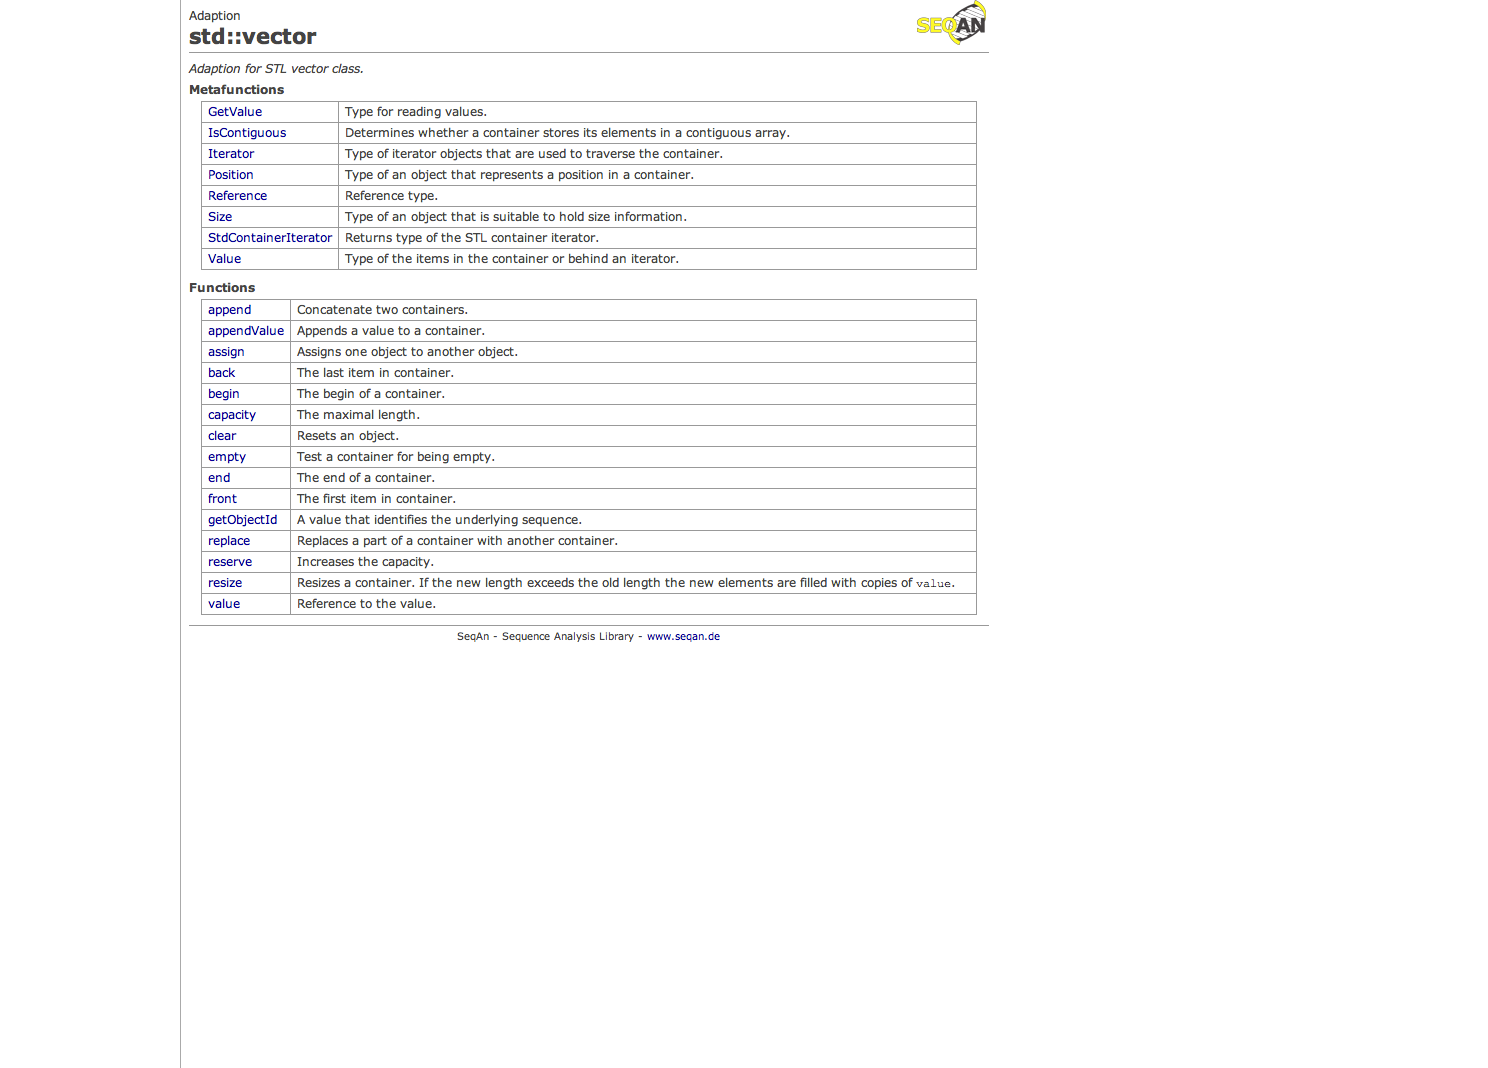 Adaption
SEQAN
std::vector
Adaption for STL vector class.
Metafunctions
GetValue Type for reading values.
IsContiguous Determines whether a container stores its elements in a contiguous array.
Iterator Type of iterator objects that are used to traverse the container.
Position Type of an object that represents a position in a container.
Reference Reference type.
Size Type of an object that is suitable to hold size information.
StdContainerIterator Returns type of the STL container iterator.
Value Type of the items in the container or behind an iterator.
Functions
append Concatenate two containers.
appendValue Appends a value to a container.
assign Assigns one object to another object.
back The last item in container.
begin The begin of a container.
capacity The maximal length.
clear Resets an object.
empty Test a container for being empty.
end The end of a container.
front The first item in container.
getObjectId A value that identifies the underlying sequence.
replace Replaces a part of a container with another container.
reserve Increases the capacity.
resize Resizes a container. If the new length exceeds the old length the new elements are filled with copies of value.
value Reference to the value.
SeqAn - Sequence Analysis Library - www.seqan.de